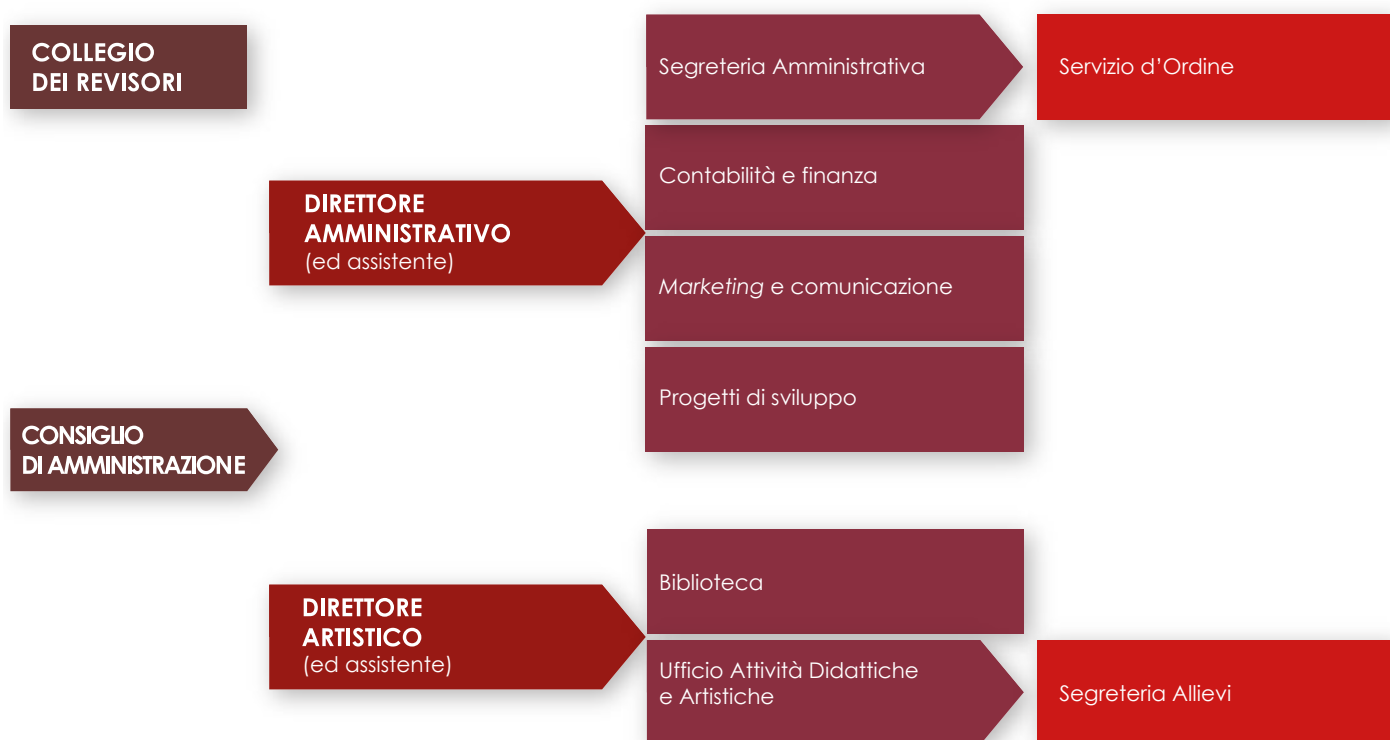 COLLEGIO
DEI REVISORI
Segreteria Amministrativa
Servizio d’Ordine
Contabilità e finanza
DIRETTORE
AMMINISTRATIVO
(ed assistente)
Marketing e comunicazione
Progetti di sviluppo
CONSIGLIO
DI AMMINISTRAZIONE
Biblioteca
DIRETTORE
ARTISTICO
(ed assistente)
Ufficio Attività Didattiche
e Artistiche
Segreteria Allievi